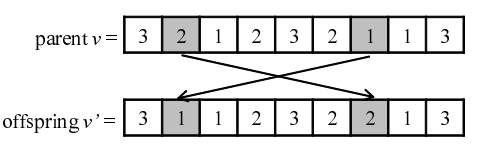 parent v = 3 2 1 2 3 2 1 1 3
offspring v’ = 3 1 1 2 3 2 2 1 3